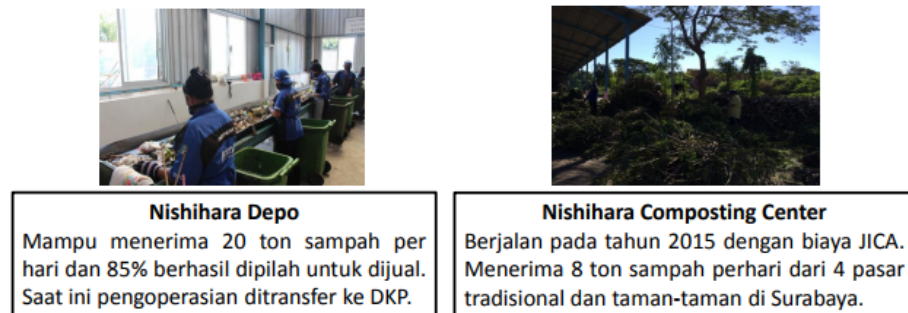 Nishihara Depo
Mampu menerima 20 ton sampah per
hari dan 85% berhasil dipilah untuk dijual.
Saat ini pengoperasian ditransfer ke DKP.
Nishihara Composting Center
Berjalan pada tahun 2015 dengan biaya JICA.
Menerima 8 ton sampah perhari dari 4 pasar
tradisional dan taman-taman di Surabaya.